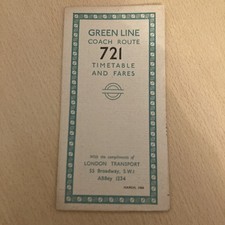 GREEN LINE
COACH ROUTE
721
TIMETABLE
AND FARES
With the compliments of
LONDON TRANSPORT
55 Broadway, S.W.1
ABBey 1234
MARCH,